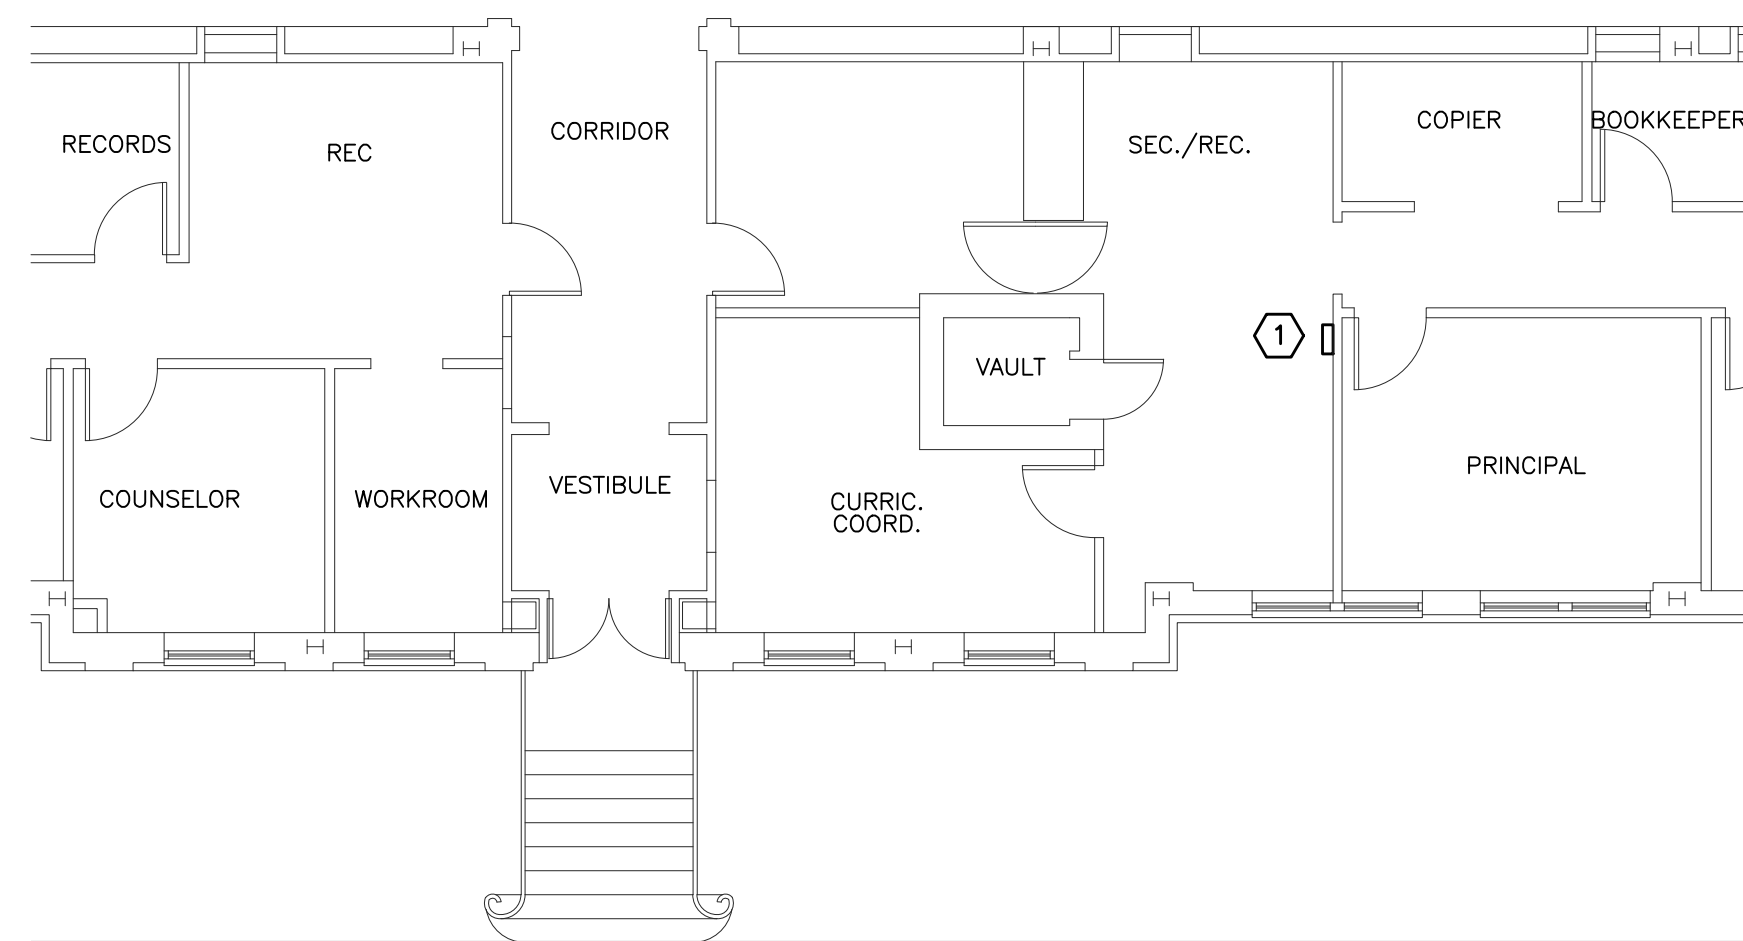 RECORDS
REC
CORRIDOR
SEC./REC.
COPIER
BOOKKEEPER
1
VAULT
COUNSELOR
WORKROOM
VESTIBULE
CURRIC.
COORD.
PRINCIPAL